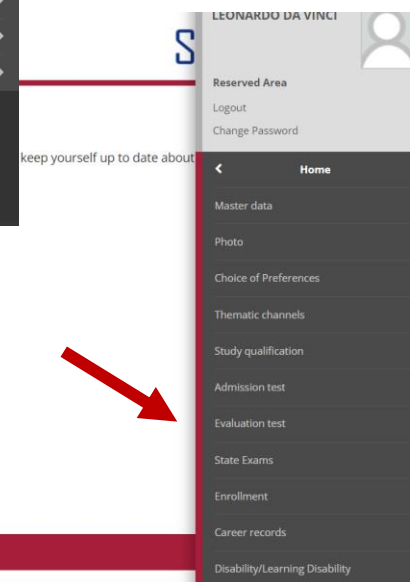 LEONARDO DA VINCI
S
Reserved Area
Logout
Change Password
keep yourself up to date about
Home
Master data
Photo
Choice of Preferences
Thematic channels
Study qualification
Admission test
Evaluation test
State Exams
Enrollment
Career records
Disability/Learning Disability